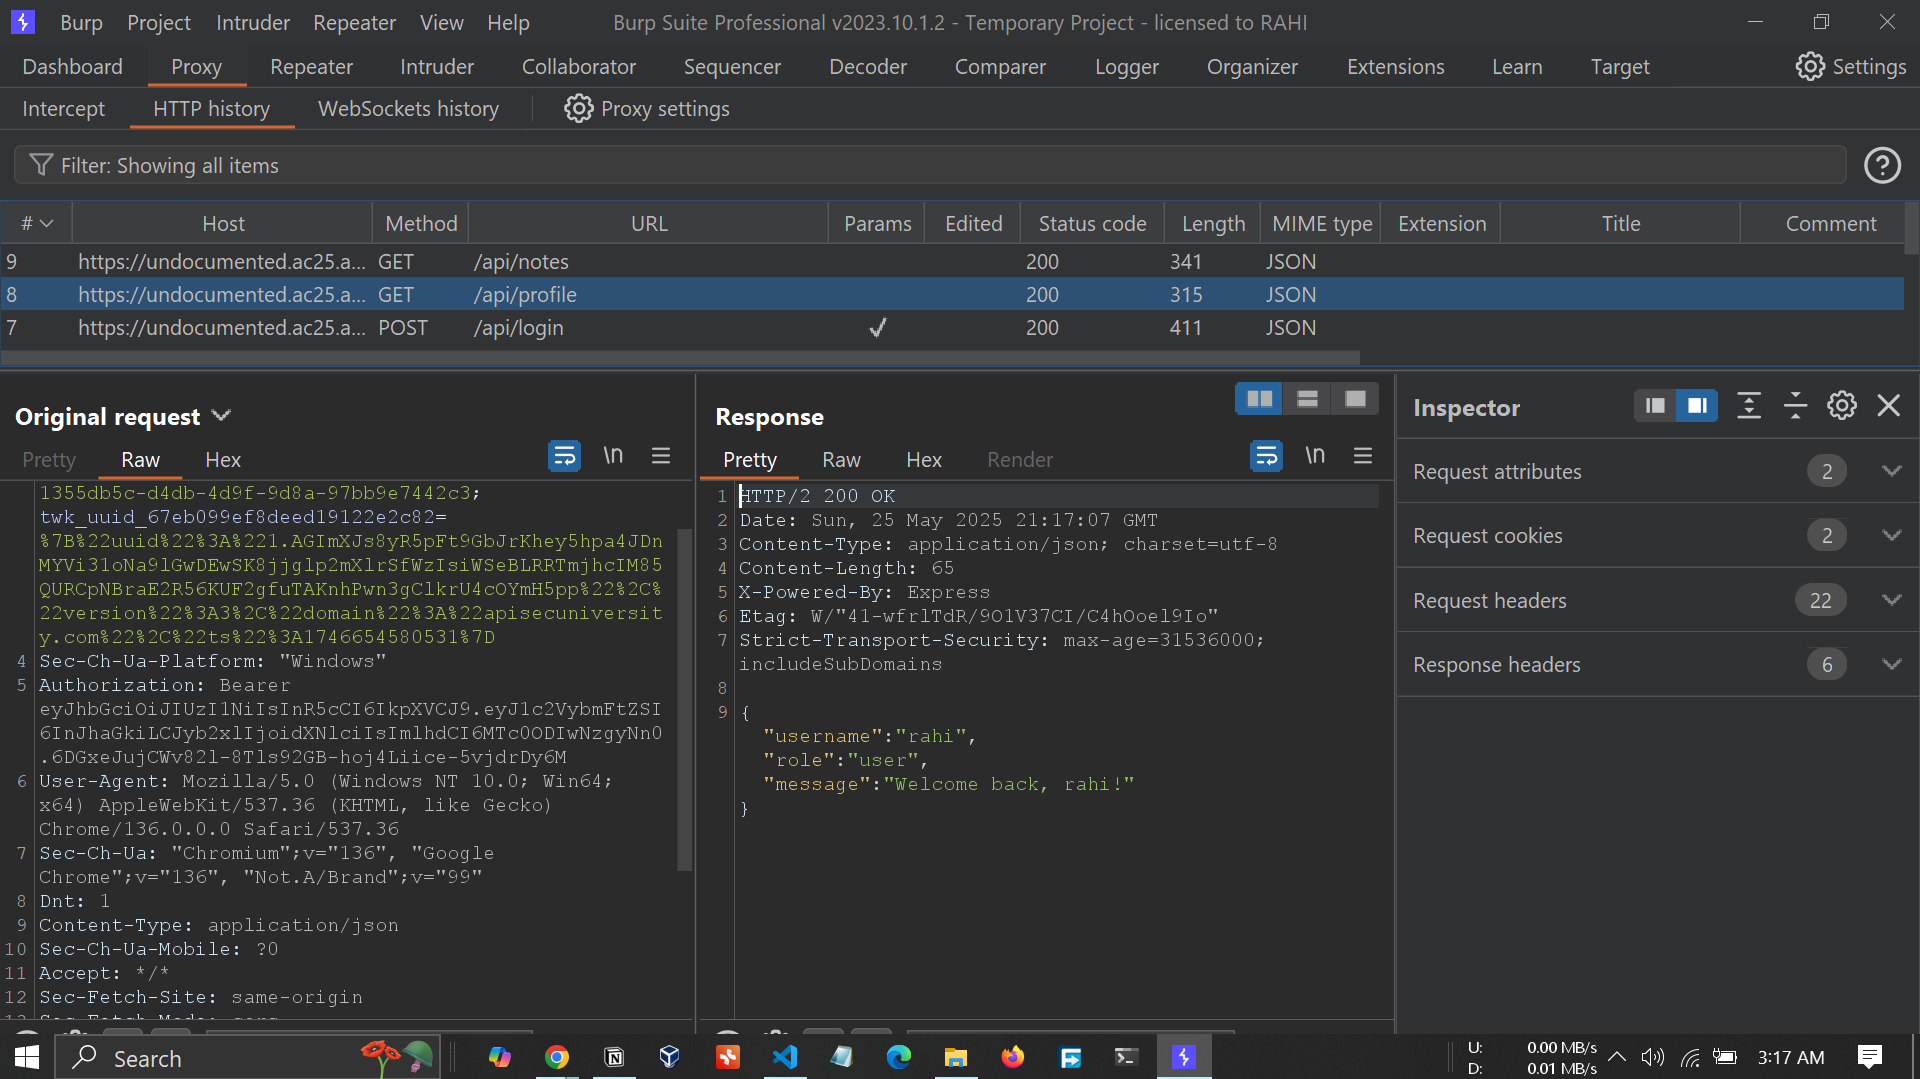 Burp Project Intruder Repeater View Help Burp Suite Professional v2023.10.1.2 - Temporary Project - licensed to RAHI
Dashboard Proxy Repeater Intruder Collaborator Sequencer Decoder Comparer Logger Organizer Extensions Learn Target Settings
Intercept HTTP history WebSockets history Proxy settings
Filter: Showing all items
# Host Method URL Params Edited Status code Length MIME type Extension Title Comment
9 https://undocumented.ac25.a... GET /api/notes 200 341 JSON
8 https://undocumented.ac25.a... GET /api/profile 200 315 JSON
7 https://undocumented.ac25.a... POST /api/login ✓ 200 411 JSON
Original request
Pretty Raw Hex \n
1355db5c-d4db-4d9f-9d8a-97bb9e7442c3;
twk_uuid_67eb099ef8deed19122e2c82=
%7B%22uuid%22%3A%221.AGImXJs8yR5pFt9GbJrKhey5hpa4JDn
MYVi31oNa9lGwDEwSK8jjglp2mXlrSfWzIsiWSeBLRRTmjhcIM85
QURCpNBraE2R56KUF2gfuTAKnhPwn3gClkrU4cOYmH5pp%22%2C%
22version%22%3A3%2C%22domain%22%3A%22apisecuniversit
y.com%22%2C%22ts%22%3A1746654580531%7D
4 Sec-Ch-Ua-Platform: "Windows"
5 Authorization: Bearer
eyJhbGciOiJIUzI1NiIsInR5cCI6IkpXVCJ9.eyJ1c2VybmFtZSI
6InJhaGkiLCJyb2xlIjoidXNlciIsImlhdCI6MTc0ODIwNzgyNn0
.6DGxeJujCWv82l-8Tls92GB-hoj4Liice-5vjdrDy6M
6 User-Agent: Mozilla/5.0 (Windows NT 10.0; Win64;
x64) AppleWebKit/537.36 (KHTML, like Gecko)
Chrome/136.0.0.0 Safari/537.36
7 Sec-Ch-Ua: "Chromium";v="136", "Google
Chrome";v="136", "Not.A/Brand";v="99"
8 Dnt: 1
9 Content-Type: application/json
10 Sec-Ch-Ua-Mobile: ?0
11 Accept: */*
12 Sec-Fetch-Site: same-origin
Response
Pretty Raw Hex Render \n
1 HTTP/2 200 OK
2 Date: Sun, 25 May 2025 21:17:07 GMT
3 Content-Type: application/json; charset=utf-8
4 Content-Length: 65
5 X-Powered-By: Express
6 Etag: W/"41-wfrlTdR/9O1V37CI/C4hOoel9Io"
7 Strict-Transport-Security: max-age=31536000;
includeSubDomains
8
9 {
"username":"rahi",
"role":"user",
"message":"Welcome back, rahi!"
}
Inspector
Request attributes 2
Request cookies 2
Request headers 22
Response headers 6
Search
U: 0.00 MB/s
D: 0.01 MB/s
3:17 AM